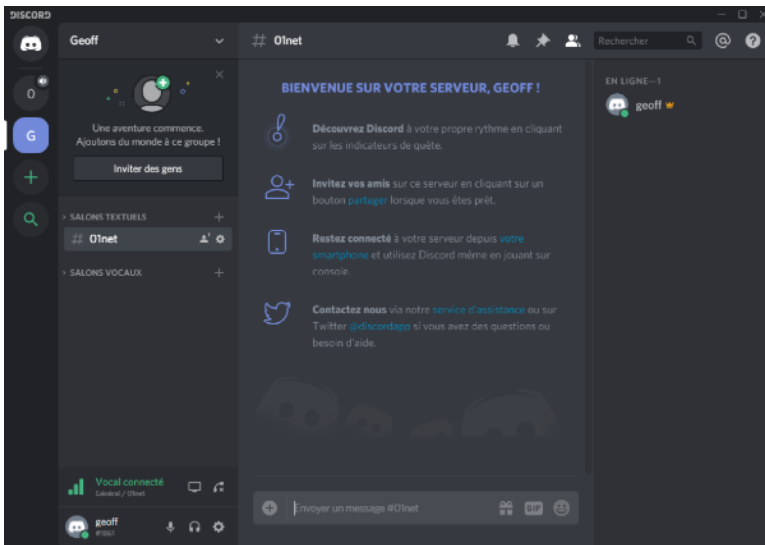 DISCORD
Geoff
01net
Rechercher
O
G
Une aventure commence.
Ajoutons du monde à ce groupe !
Inviter des gens
SALONS TEXTUELS
01net
SALONS VOCAUX
BIENVENUE SUR VOTRE SERVEUR, GEOFF !
Découvrez Discord à votre propre rythme en cliquant
sur les indicateurs de quête.
Invitez vos amis sur ce serveur en cliquant sur un
bouton partager lorsque vous êtes prêt.
Restez connecté à votre serveur depuis votre
smartphone et utilisez Discord même en jouant sur
console.
Contactez nous via notre service d'assistance ou sur
Twitter @discordapp si vous avez des questions ou
besoin d'aide.
EN LIGNE—1
geoff
Vocal connecté
Général / 01net
geoff
Envoyer un message #01net
GIF